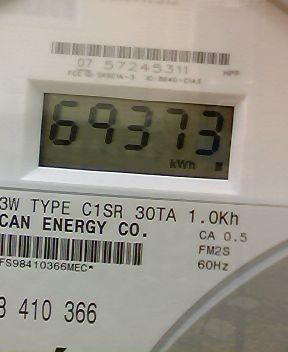 07 57245311
NPP
69373
kWh
3W TYPE C1SR 30TA 1.0Kh
CAN ENERGY CO.
CA 0.5
FM2S
FS98410366MEC*
60Hz
410 366